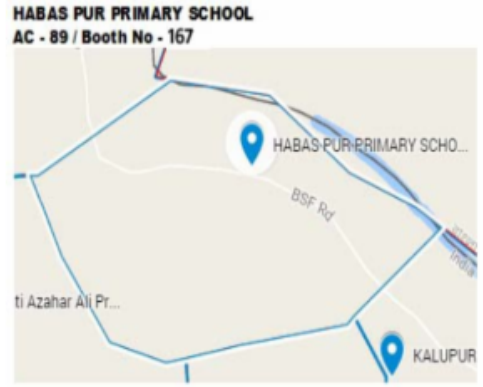 HABAS PUR PRIMARY SCHOOL
AC - 89 / Booth No - 167
HABAS PUR PRIMARY SCHO...
BSF Rd
India
ti Azahar Ali Pr...
KALUPUR